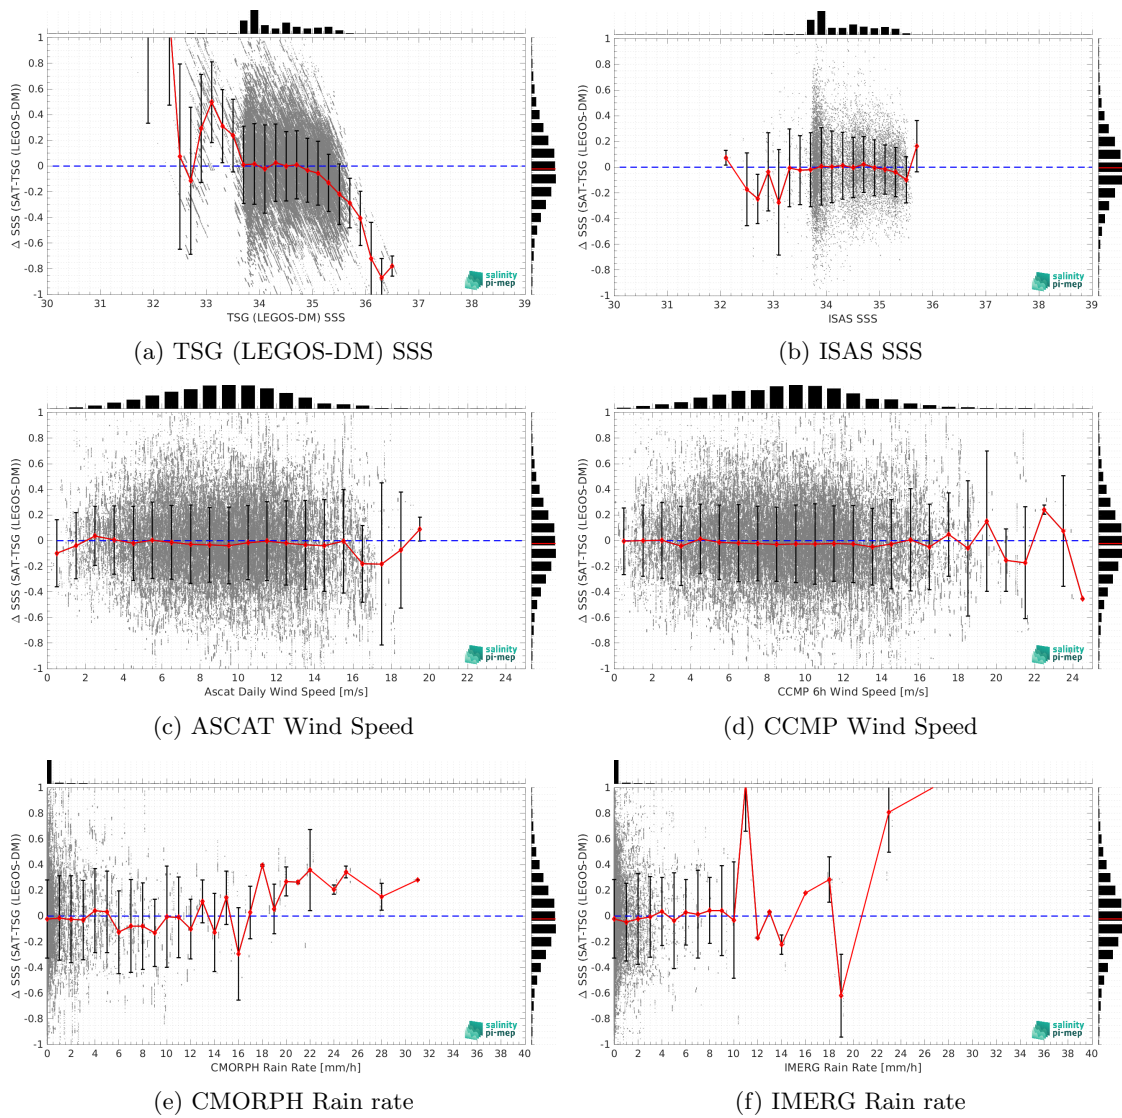 1
0.8
0.6
0.4
0.2
0
-0.2
-0.4
-0.6
-0.8
-1
Δ SSS (SAT-TSG (LEGOS-DM))
30 31 32 33 34 35 36 37 38 39
TSG (LEGOS-DM) SSS
salinity
pi-mep
(a) TSG (LEGOS-DM) SSS
1
0.8
0.6
0.4
0.2
0
-0.2
-0.4
-0.6
-0.8
-1
Δ SSS (SAT-TSG (LEGOS-DM))
30 31 32 33 34 35 36 37 38 39
ISAS SSS
salinity
pi-mep
(b) ISAS SSS
1
0.8
0.6
0.4
0.2
0
-0.2
-0.4
-0.6
-0.8
-1
Δ SSS (SAT-TSG (LEGOS-DM))
0 2 4 6 8 10 12 14 16 18 20 22 24
Ascat Daily Wind Speed [m/s]
salinity
pi-mep
(c) ASCAT Wind Speed
1
0.8
0.6
0.4
0.2
0
-0.2
-0.4
-0.6
-0.8
-1
Δ SSS (SAT-TSG (LEGOS-DM))
0 2 4 6 8 10 12 14 16 18 20 22 24
CCMP 6h Wind Speed [m/s]
salinity
pi-mep
(d) CCMP Wind Speed
1
0.8
0.6
0.4
0.2
0
-0.2
-0.4
-0.6
-0.8
-1
Δ SSS (SAT-TSG (LEGOS-DM))
0 2 4 6 8 10 12 14 16 18 20 22 24 26 28 30 32 34 36 38 40
CMORPH Rain Rate [mm/h]
salinity
pi-mep
(e) CMORPH Rain rate
1
0.8
0.6
0.4
0.2
0
-0.2
-0.4
-0.6
-0.8
-1
Δ SSS (SAT-TSG (LEGOS-DM))
0 2 4 6 8 10 12 14 16 18 20 22 24 26 28 30 32 34 36 38 40
IMERG Rain Rate [mm/h]
salinity
pi-mep
(f) IMERG Rain rate